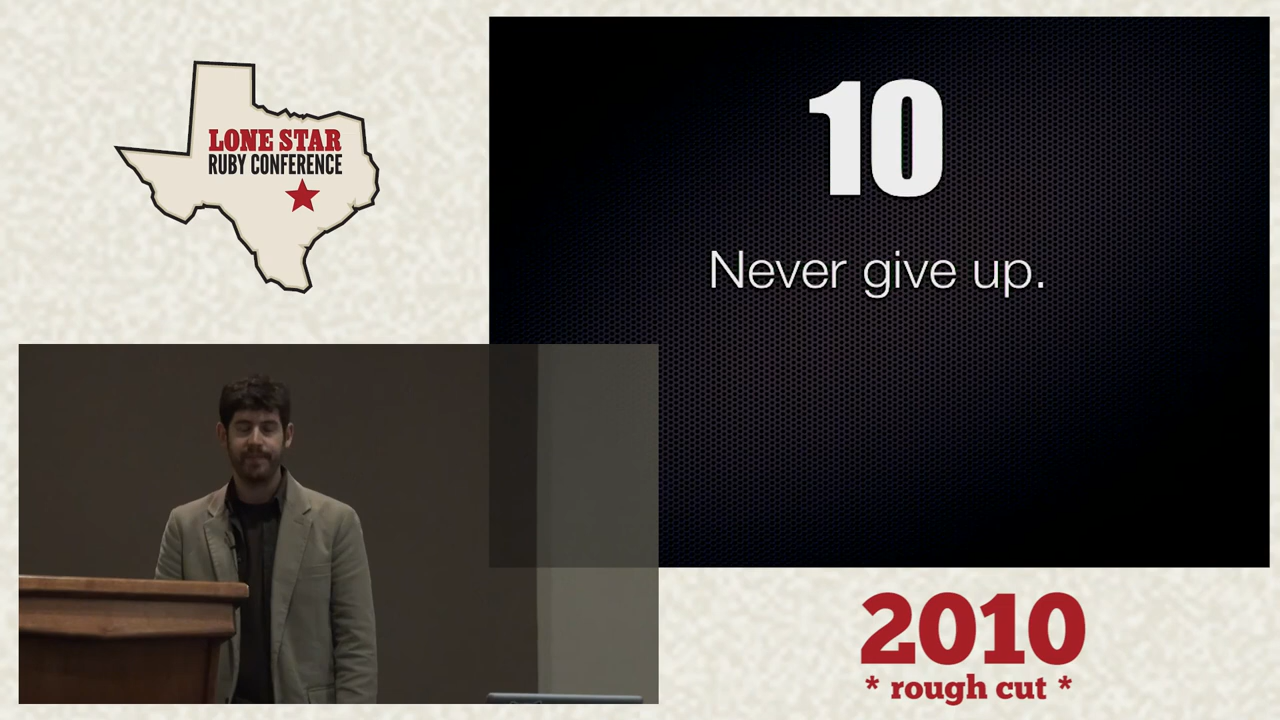 LONE STAR
RUBY CONFERENCE
10
Never give up.
2010
* rough cut *